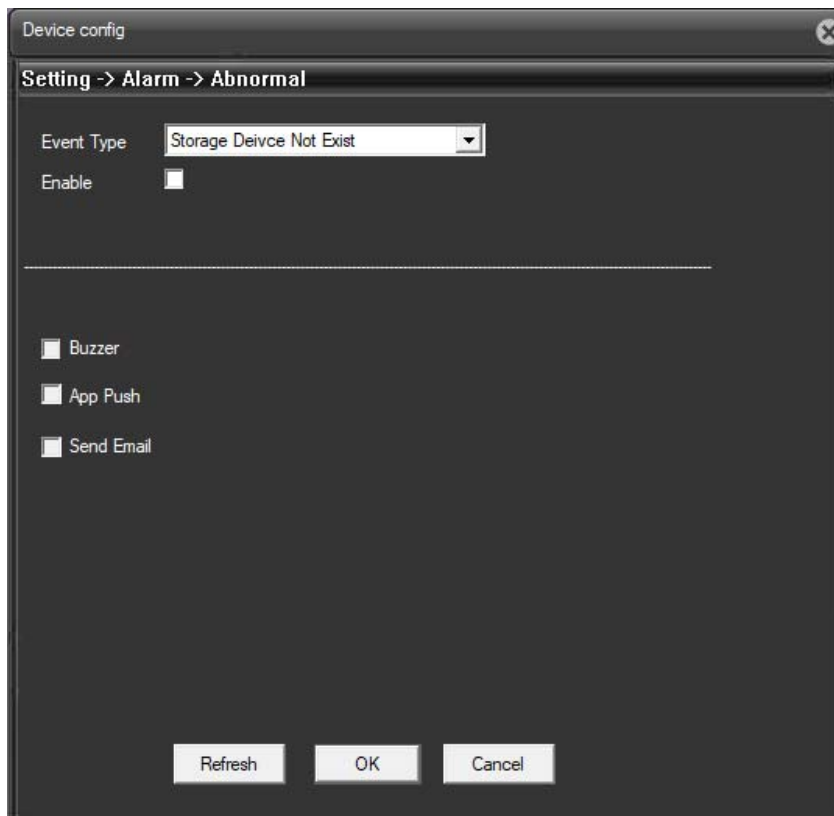 Device config
Setting -> Alarm -> Abnormal
Event Type Storage Deivce Not Exist
Enable
Buzzer
App Push
Send Email
Refresh OK Cancel